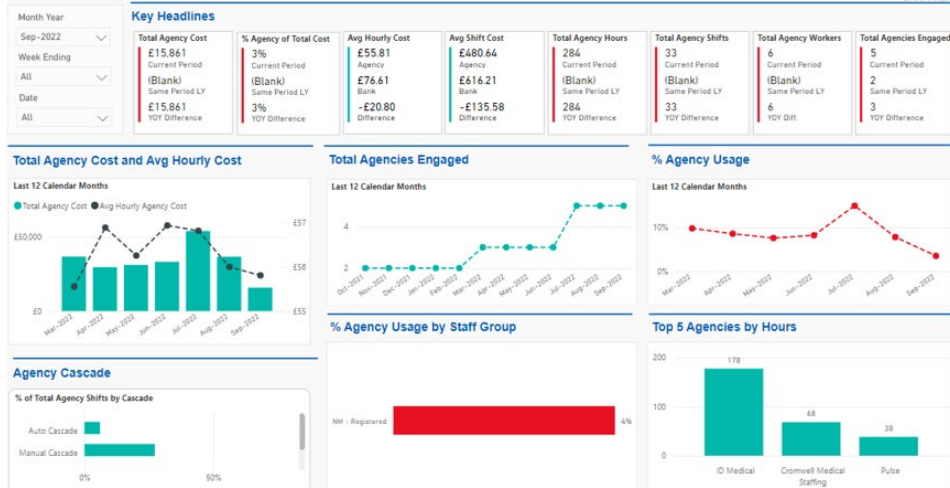 Month Year
Sep-2022
Week Ending
All
Date
All
Key Headlines
Total Agency Cost
£15,861
Current Period
(Blank)
Same Period LY
£15,861
YOY Difference
% Agency of Total Cost
3%
Current Period
(Blank)
Same Period LY
3%
YOY Difference
Avg Hourly Cost
£55.81
Agency
£76.61
Bank
-£20.80
Difference
Avg Shift Cost
£480.64
Agency
£616.21
Bank
-£135.58
Difference
Total Agency Hours
284
Current Period
(Blank)
Same Period LY
284
YOY Difference
Total Agency Shifts
33
Current Period
(Blank)
Same Period LY
33
YOY Difference
Total Agency Workers
6
Current Period
(Blank)
Same Period LY
6
YOY Diff.
Total Agencies Engaged
5
Current Period
2
Same Period LY
3
YOY Difference
Total Agency Cost and Avg Hourly Cost
Last 12 Calendar Months
Total Agency Cost Avg Hourly Agency Cost
£50,000
£0
£57
£56
£55
Mar-2022
Apr-2022
May-2022
Jun-2022
Jul-2022
Aug-2022
Sep-2022
Total Agencies Engaged
Last 12 Calendar Months
4
2
Oct-2021
Nov-2021
Dec-2021
Jan-2022
Feb-2022
Mar-2022
Apr-2022
May-2022
Jun-2022
Jul-2022
Aug-2022
Sep-2022
% Agency Usage
Last 12 Calendar Months
10%
0%
Mar-2022
Apr-2022
May-2022
Jun-2022
Jul-2022
Aug-2022
Sep-2022
Agency Cascade
% of Total Agency Shifts by Cascade
Auto Cascade
Manual Cascade
0%
50%
% Agency Usage by Staff Group
NM - Registered
4%
Top 5 Agencies by Hours
200
100
0
178
68
38
ID Medical
Cromwell Medical
Staffing
Pulse